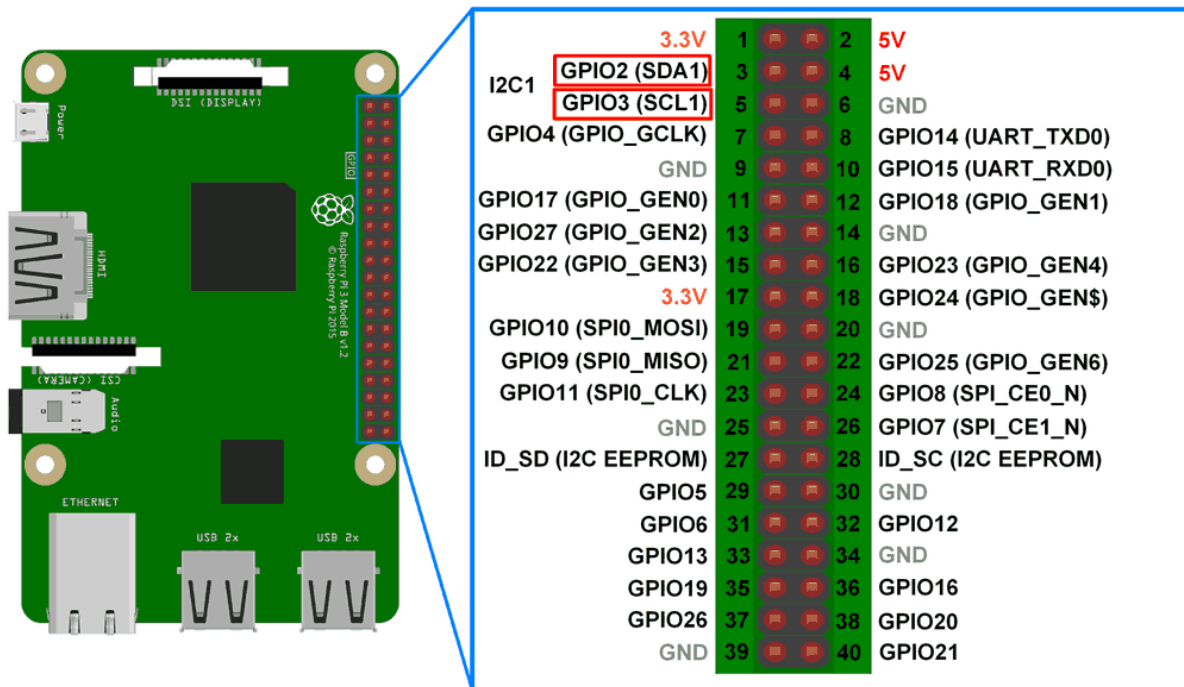 DSI (DISPLAY)
Power
GPIO
HDMI
Raspberry Pi 3 Model B v1.2
© Raspberry Pi 2015
CSI (CAMERA)
Audio
ETHERNET
USB 2x
USB 2x
I2C1
3.3V 1 2 5V
GPIO2 (SDA1) 3 4 5V
GPIO3 (SCL1) 5 6 GND
GPIO4 (GPIO_GCLK) 7 8 GPIO14 (UART_TXD0)
GND 9 10 GPIO15 (UART_RXD0)
GPIO17 (GPIO_GEN0) 11 12 GPIO18 (GPIO_GEN1)
GPIO27 (GPIO_GEN2) 13 14 GND
GPIO22 (GPIO_GEN3) 15 16 GPIO23 (GPIO_GEN4)
3.3V 17 18 GPIO24 (GPIO_GEN$)
GPIO10 (SPI0_MOSI) 19 20 GND
GPIO9 (SPI0_MISO) 21 22 GPIO25 (GPIO_GEN6)
GPIO11 (SPI0_CLK) 23 24 GPIO8 (SPI_CE0_N)
GND 25 26 GPIO7 (SPI_CE1_N)
ID_SD (I2C EEPROM) 27 28 ID_SC (I2C EEPROM)
GPIO5 29 30 GND
GPIO6 31 32 GPIO12
GPIO13 33 34 GND
GPIO19 35 36 GPIO16
GPIO26 37 38 GPIO20
GND 39 40 GPIO21